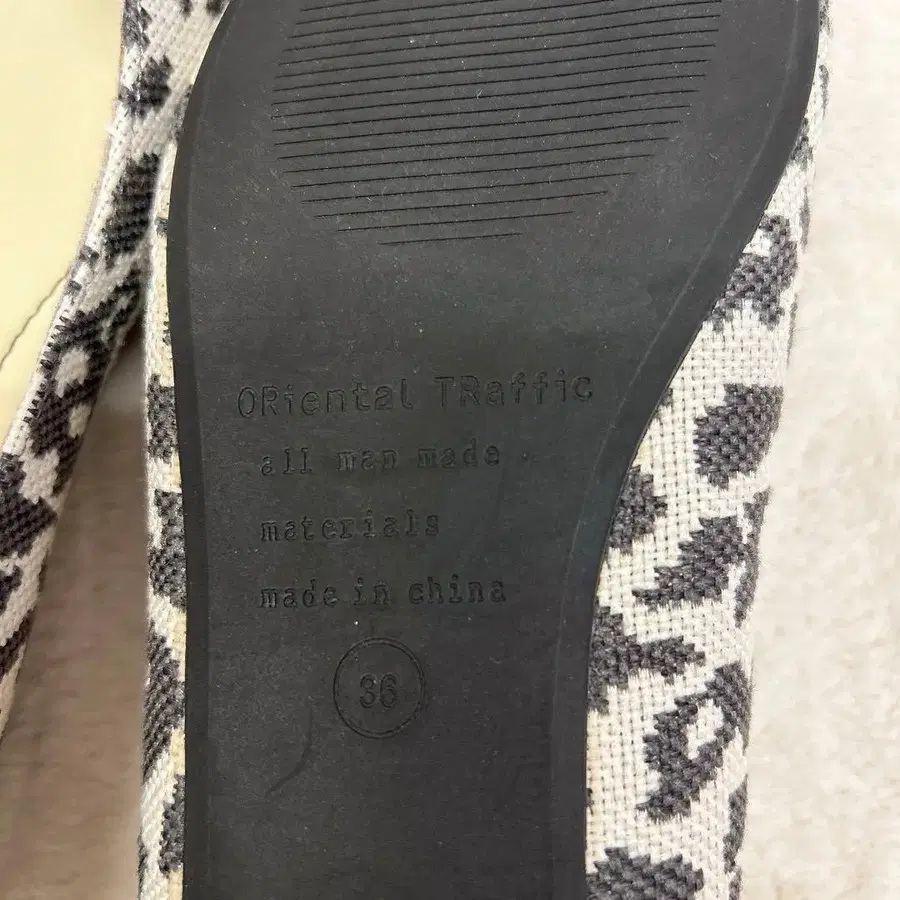 ORiental TRaffic
all man made
materials
made in china
36